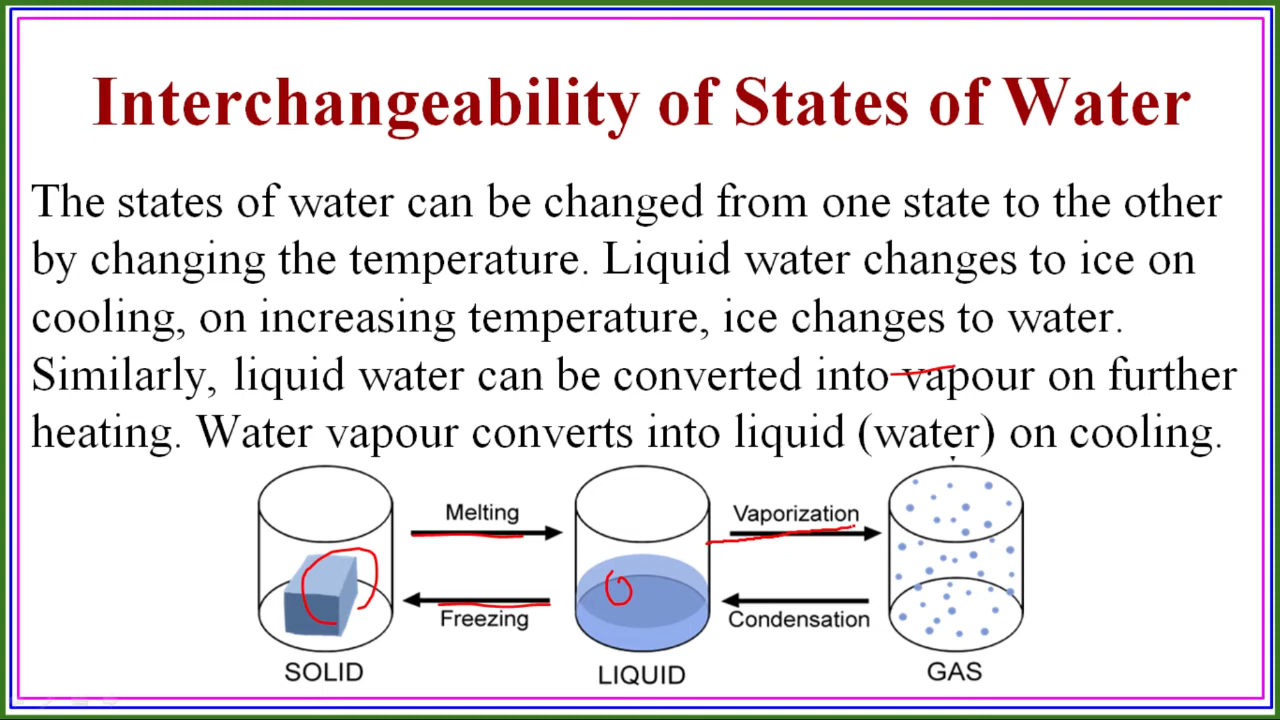 Interchangeability of States of Water
The states of water can be changed from one state to the other
by changing the temperature. Liquid water changes to ice on
cooling, on increasing temperature, ice changes to water.
Similarly, liquid water can be converted into vapour on further
heating. Water vapour converts into liquid (water) on cooling.
Melting
Vaporization
Freezing
Condensation
SOLID
LIQUID
GAS